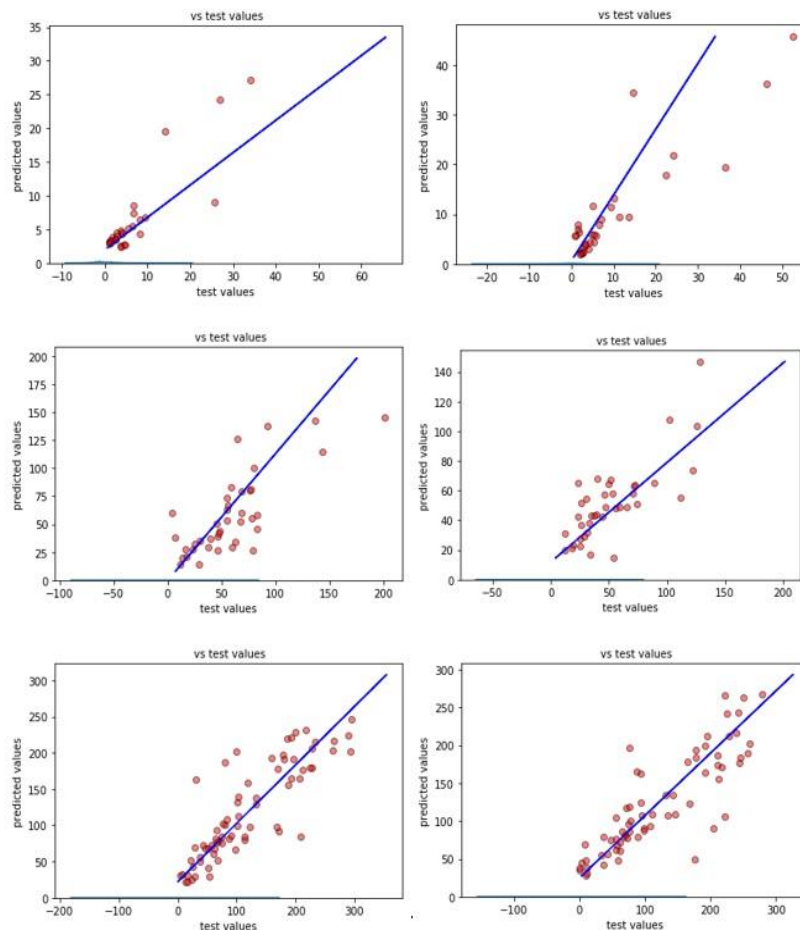 vs test values
35
30
25
20
15
10
5
0
predicted values
−10 0 10 20 30 40 50 60
test values
vs test values
40
30
20
10
0
predicted values
−20 −10 0 10 20 30 40 50
test values
vs test values
200
175
150
125
100
75
50
25
0
predicted values
−100 −50 0 50 100 150 200
test values
vs test values
140
120
100
80
60
40
20
0
predicted values
−50 0 50 100 150 200
test values
vs test values
300
250
200
150
100
50
0
predicted values
−200 −100 0 100 200 300
test values
vs test values
300
250
200
150
100
50
0
predicted values
−100 0 100 200 300
test values